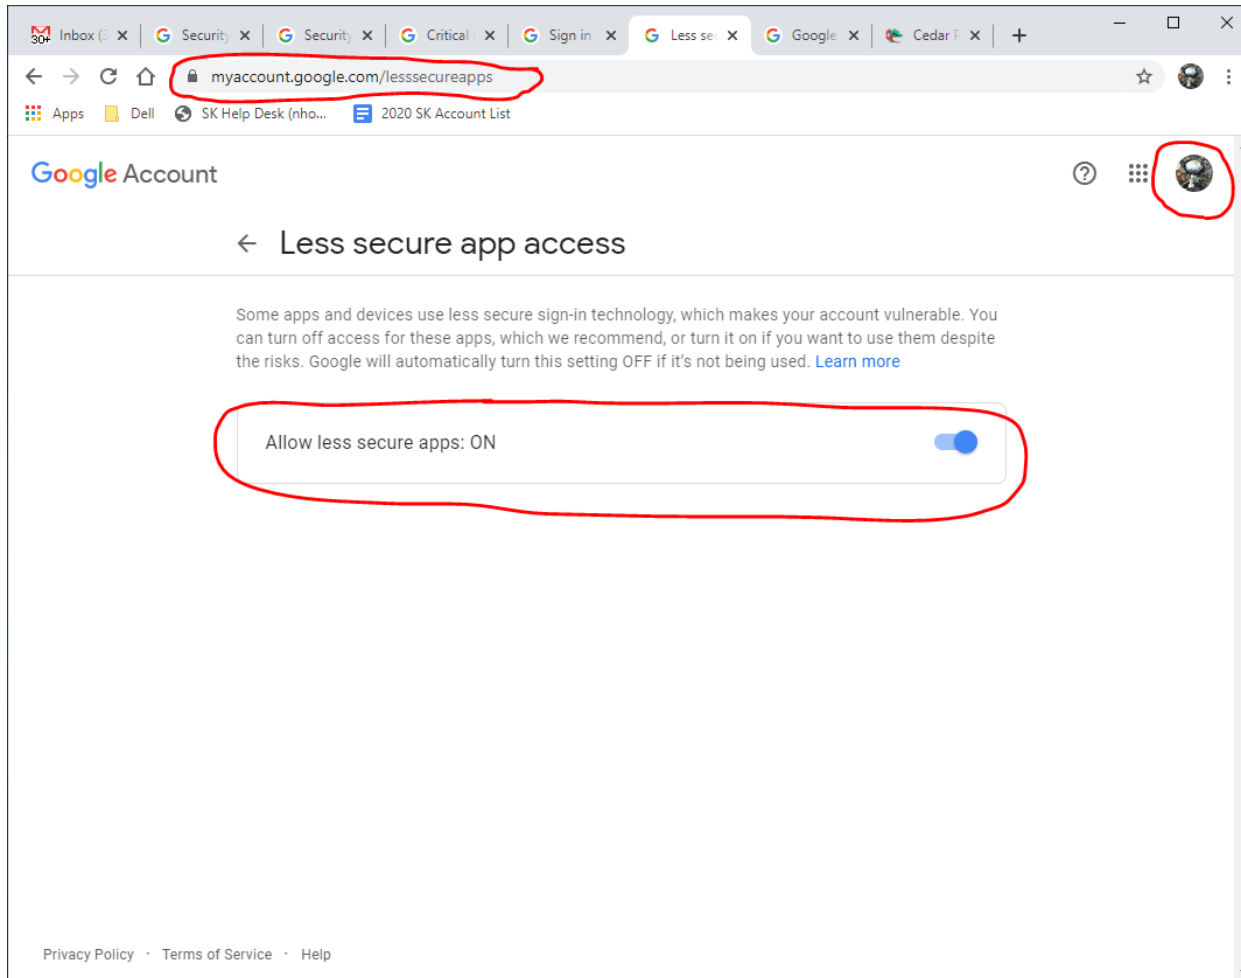 30+ Inbox (3 Security Security Critical Sign in Less sec Google Cedar P
myaccount.google.com/lesssecureapps
Apps Dell SK Help Desk (nho... 2020 SK Account List
Google Account
Less secure app access
Some apps and devices use less secure sign-in technology, which makes your account vulnerable. You
can turn off access for these apps, which we recommend, or turn it on if you want to use them despite
the risks. Google will automatically turn this setting OFF if it's not being used. Learn more
Allow less secure apps: ON
Privacy Policy · Terms of Service · Help